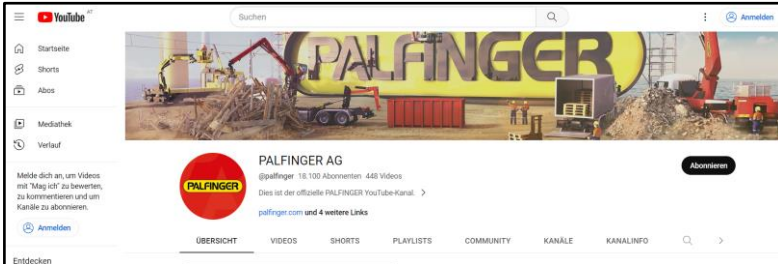 YouTube AT
Suchen
Anmelden
Startseite
Shorts
Abos
Mediathek
Verlauf
Melde dich an, um Videos
mit "Mag ich" zu bewerten,
zu kommentieren und um
Kanäle zu abonnieren.
Anmelden
Entdecken
PALFINGER
PALFINGER
PALFINGER AG
@palfinger 18.100 Abonnenten 448 Videos
Dies ist der offizielle PALFINGER YouTube-Kanal.
palfinger.com und 4 weitere Links
Abonnieren
ÜBERSICHT VIDEOS SHORTS PLAYLISTS COMMUNITY KANÄLE KANALINFO